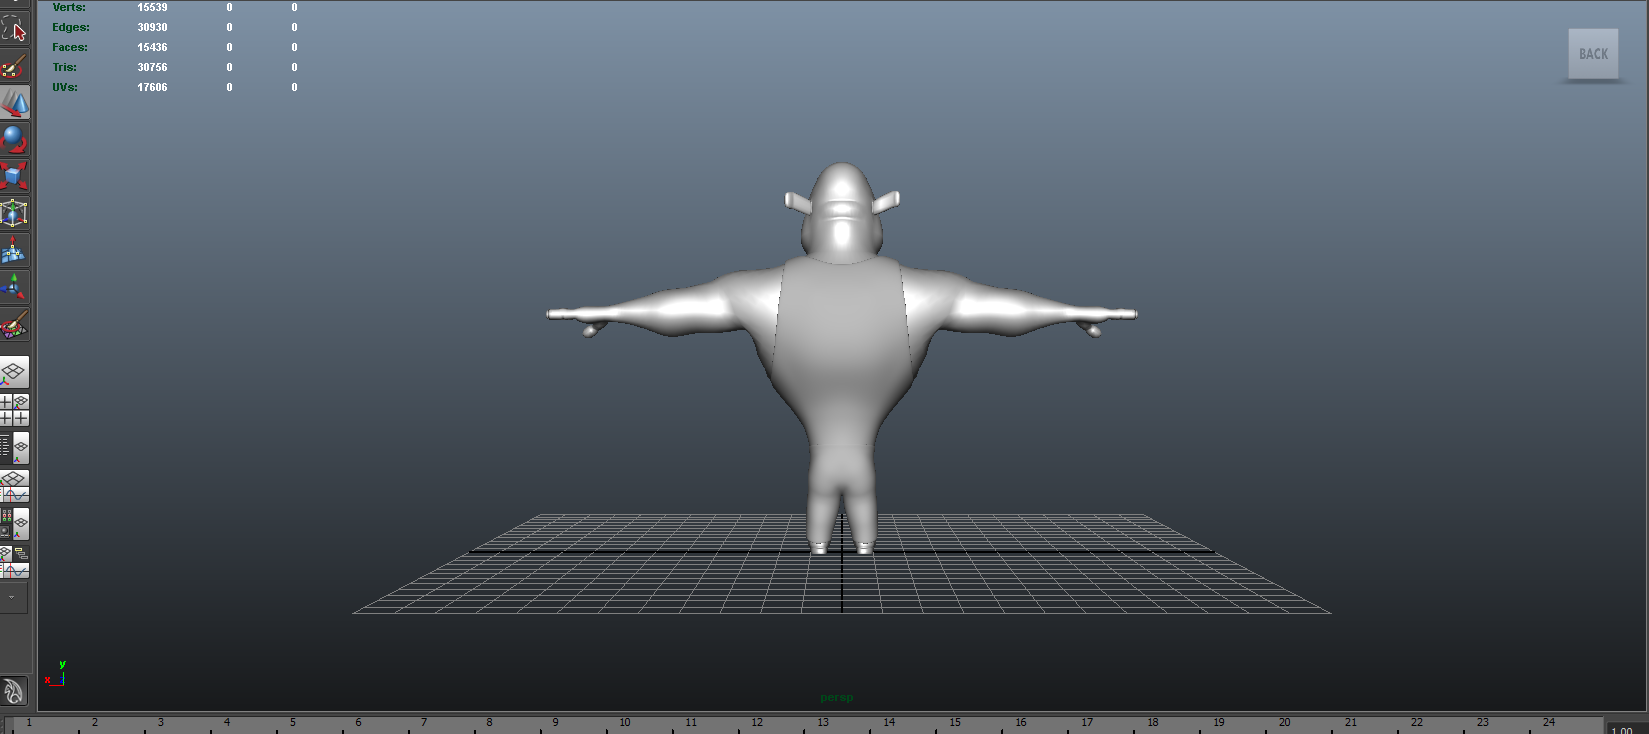 Verts: 15539 0 0
Edges: 30930 0 0
Faces: 15436 0 0
Tris: 30756 0 0
UVs: 17606 0 0
BACK
y
x
persp
1 2 3 4 5 6 7 8 9 10 11 12 13 14 15 16 17 18 19 20 21 22 23 24
1.00